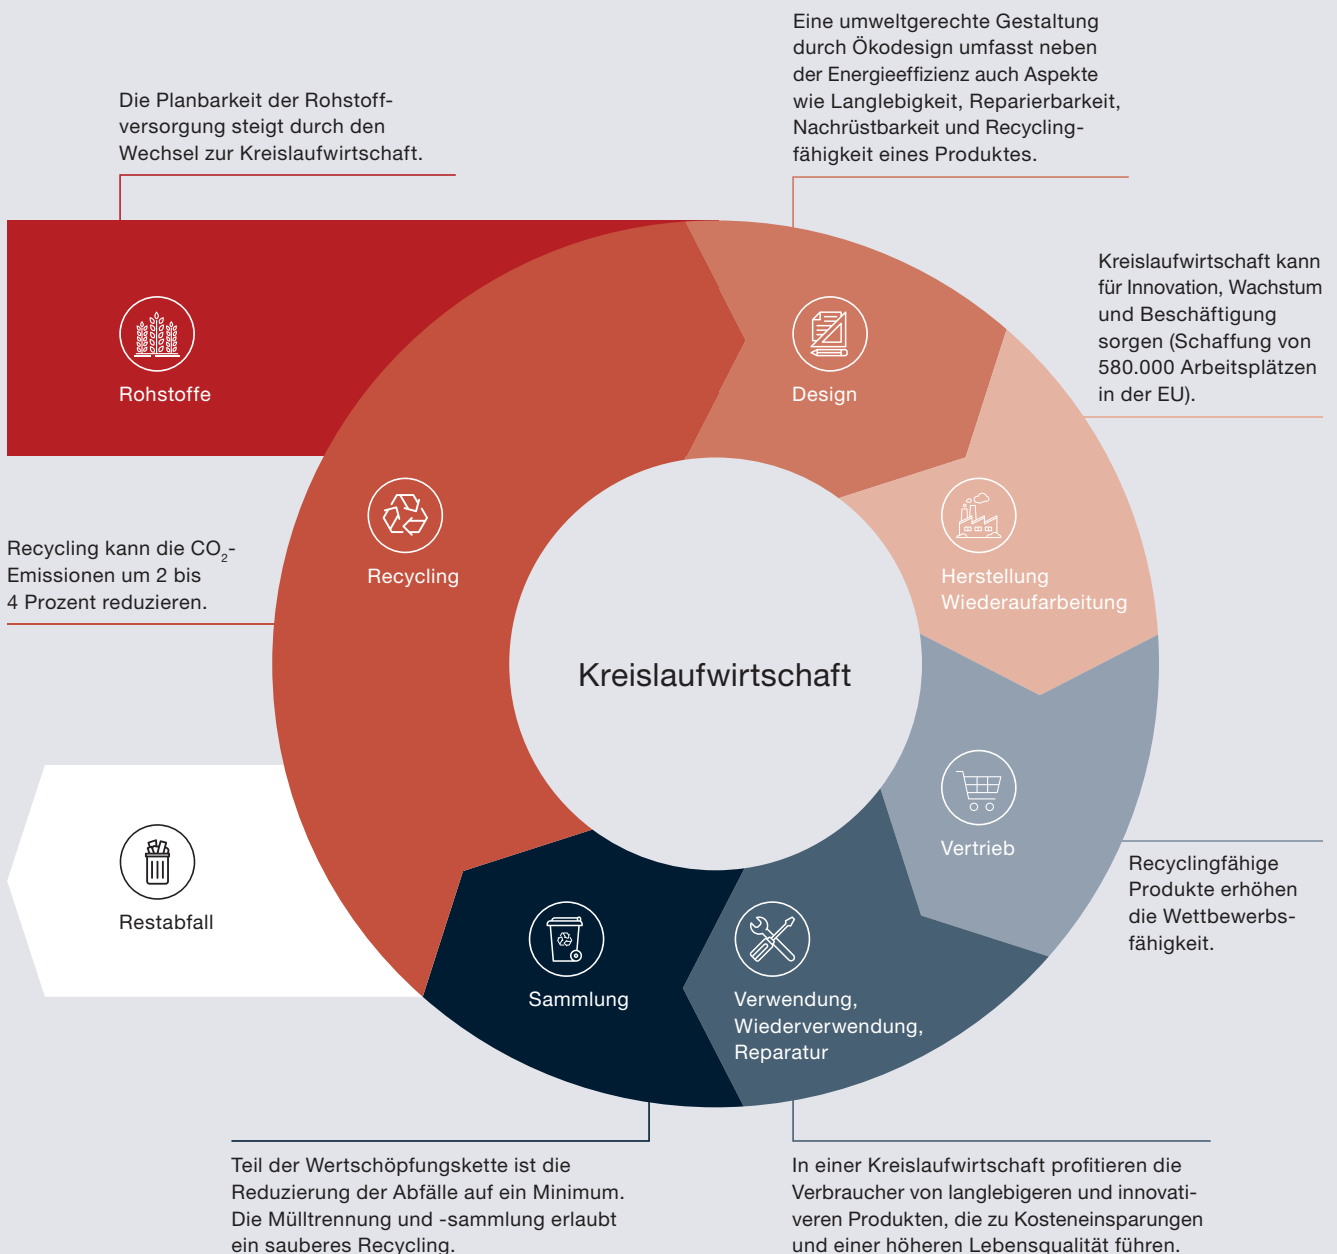 Eine umweltgerechte Gestaltung
durch Ökodesign umfasst neben
der Energieeffizienz auch Aspekte
wie Langlebigkeit, Reparierbarkeit,
Nachrüstbarkeit und Recycling-
fähigkeit eines Produktes.
Die Planbarkeit der Rohstoff-
versorgung steigt durch den
Wechsel zur Kreislaufwirtschaft.
Kreislaufwirtschaft kann
für Innovation, Wachstum
und Beschäftigung
sorgen (Schaffung von
580.000 Arbeitsplätzen
in der EU).
Rohstoffe
Design
Recycling kann die CO₂-
Emissionen um 2 bis
4 Prozent reduzieren.
Recycling
Herstellung
Wiederaufarbeitung
Kreislaufwirtschaft
Vertrieb
Recyclingfähige
Produkte erhöhen
die Wettbewerbs-
fähigkeit.
Restabfall
Sammlung
Verwendung,
Wiederverwendung,
Reparatur
Teil der Wertschöpfungskette ist die
Reduzierung der Abfälle auf ein Minimum.
Die Mülltrennung und -sammlung erlaubt
ein sauberes Recycling.
In einer Kreislaufwirtschaft profitieren die
Verbraucher von langlebigeren und innovati-
veren Produkten, die zu Kosteneinsparungen
und einer höheren Lebensqualität führen.